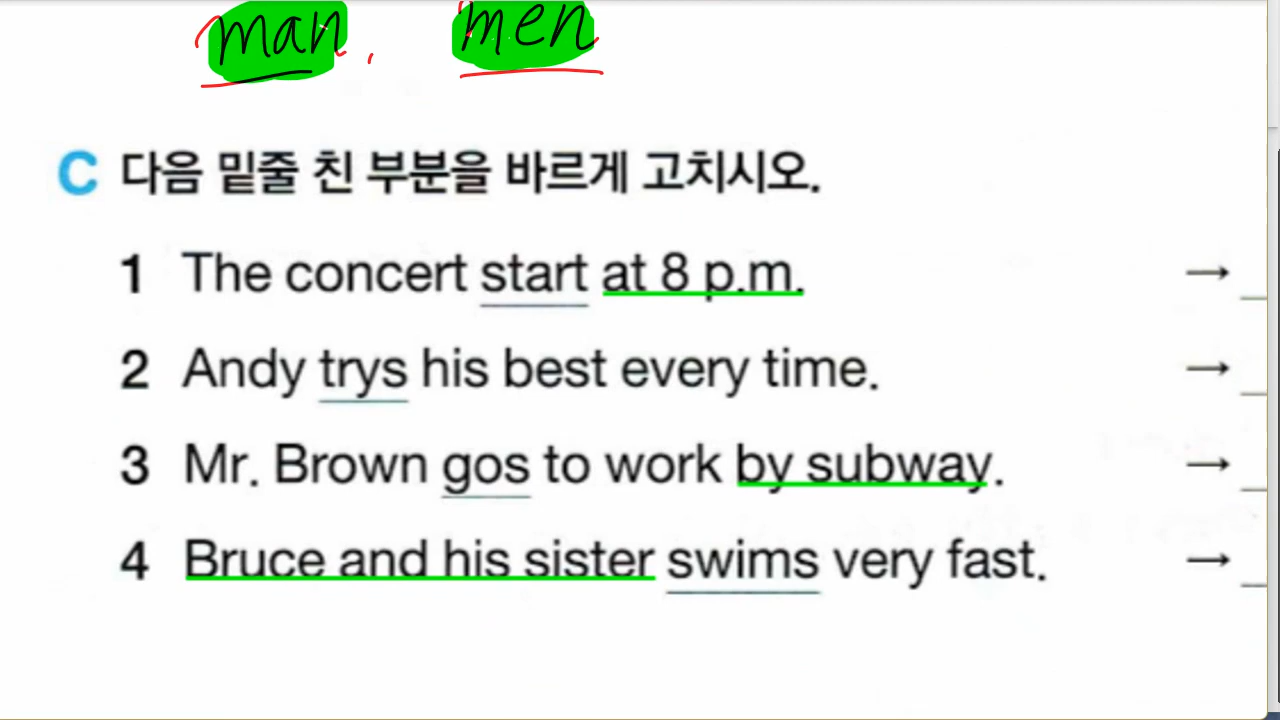 man, men
C 다음 밑줄 친 부분을 바르게 고치시오.
1 The concert start at 8 p.m. →
2 Andy trys his best every time. →
3 Mr. Brown gos to work by subway. →
4 Bruce and his sister swims very fast. →